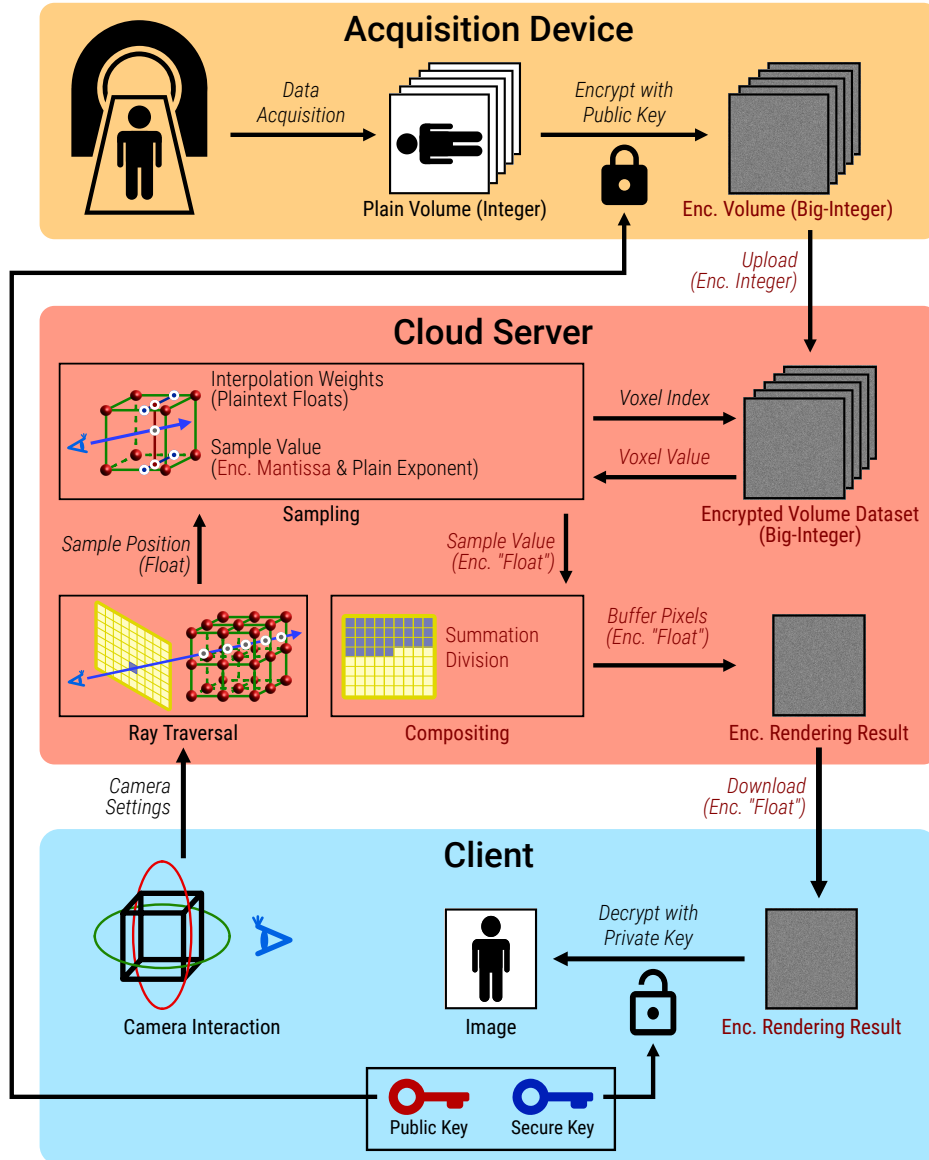 Acquisition Device
Data
Acquisition
Encrypt with
Public Key
Plain Volume (Integer)
Enc. Volume (Big-Integer)
Upload
(Enc. Integer)
Cloud Server
Interpolation Weights
(Plaintext Floats)
Sample Value
(Enc. Mantissa & Plain Exponent)
Sampling
Voxel Index
Voxel Value
Encrypted Volume Dataset
(Big-Integer)
Sample Position
(Float)
Sample Value
(Enc. "Float")
Summation
Division
Buffer Pixels
(Enc. "Float")
Ray Traversal
Compositing
Enc. Rendering Result
Camera
Settings
Download
(Enc. "Float")
Client
Decrypt with
Private Key
Camera Interaction
Image
Enc. Rendering Result
Public Key
Secure Key